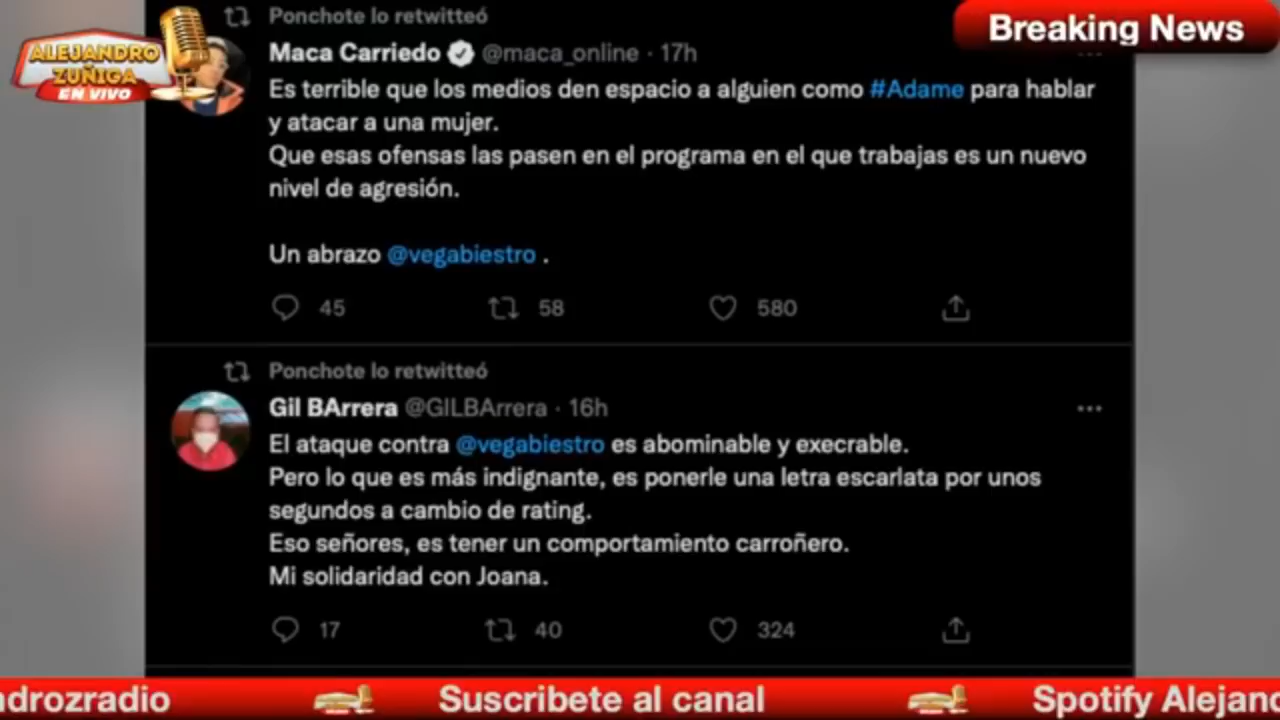 Ponchote lo retwitteó
Breaking News
ALEJANDRO
ZUÑIGA
EN VIVO
Maca Carriedo @maca_online · 17h
Es terrible que los medios den espacio a alguien como #Adame para hablar
y atacar a una mujer.
Que esas ofensas las pasen en el programa en el que trabajas es un nuevo
nivel de agresión.
Un abrazo @vegabiestro .
45 58 580
Ponchote lo retwitteó
Gil BArrera @GILBArrera · 16h
El ataque contra @vegabiestro es abominable y execrable.
Pero lo que es más indignante, es ponerle una letra escarlata por unos
segundos a cambio de rating.
Eso señores, es tener un comportamiento carroñero.
Mi solidaridad con Joana.
17 40 324
ndrozradio Suscribete al canal Spotify Alejand